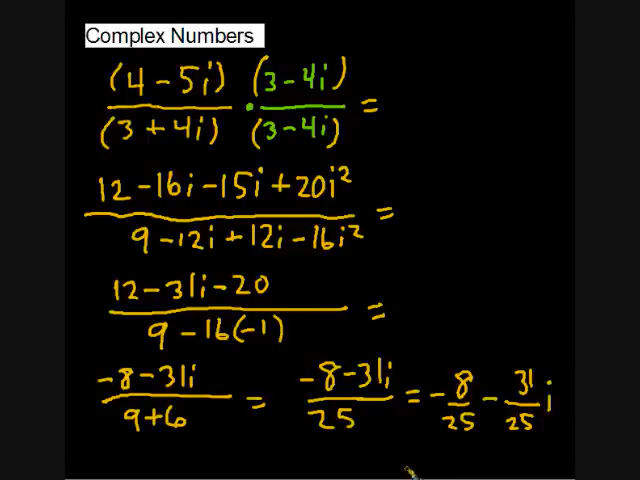 Complex Numbers
(4 - 5i)/(3 + 4i) · (3 - 4i)/(3 - 4i) =
(12 - 16i - 15i + 20i²)/(9 - 12i + 12i - 16i²) =
(12 - 31i - 20)/(9 - 16(-1)) =
(-8 - 31i)/(9 + 6) = (-8 - 31i)/25 = -8/25 - 31/25 i